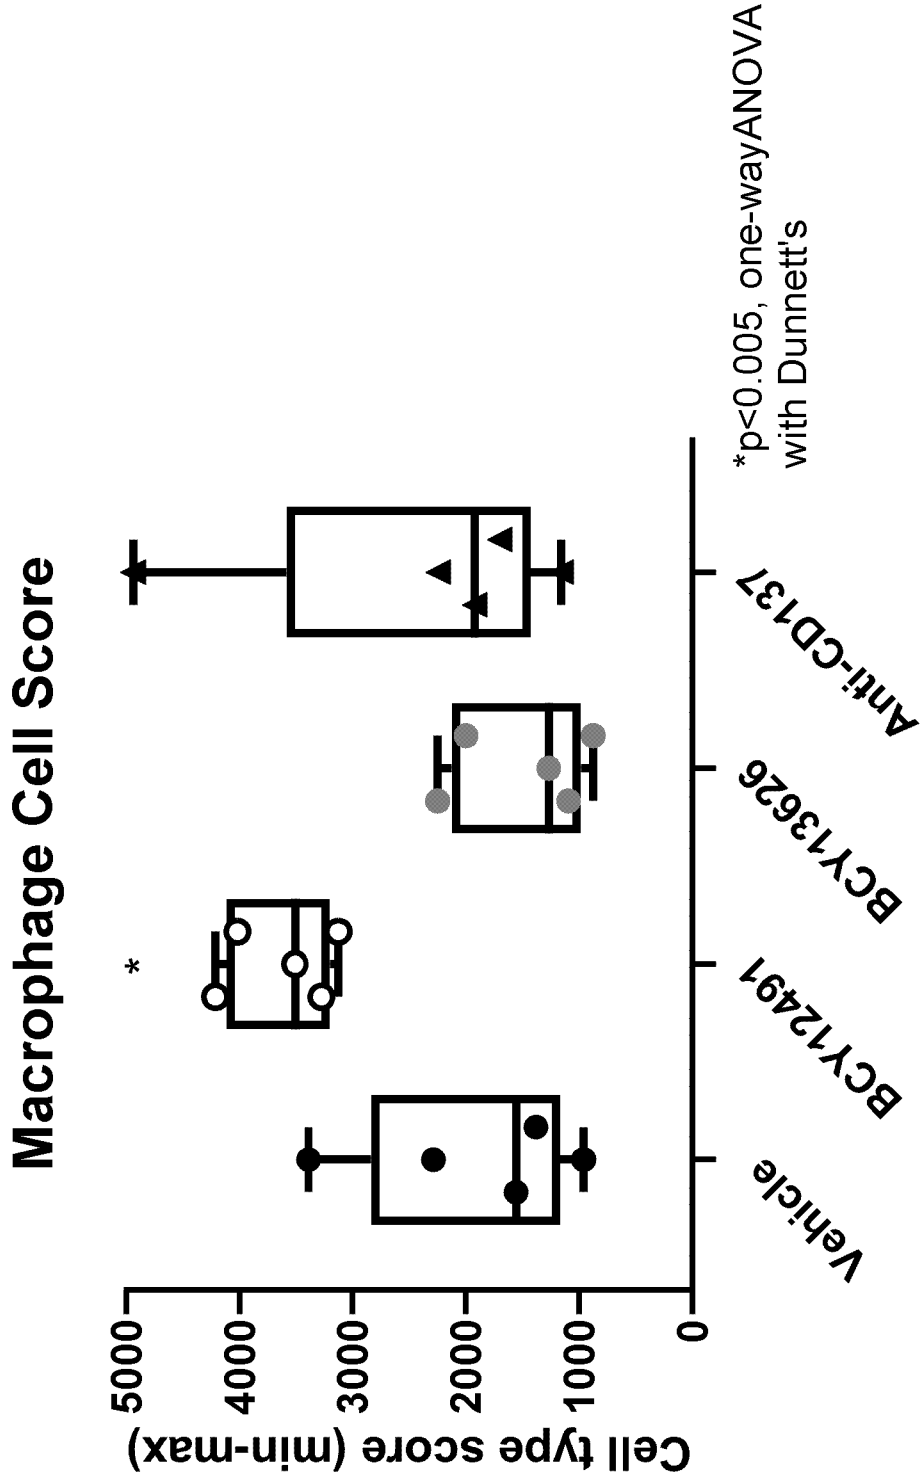 Macrophage Cell Score
Cell type score (min-max)
5000
4000
3000
2000
1000
0
*
Vehicle
BCY12491
BCY13626
Anti-CD137
*p<0.005, one-wayANOVA
with Dunnett's